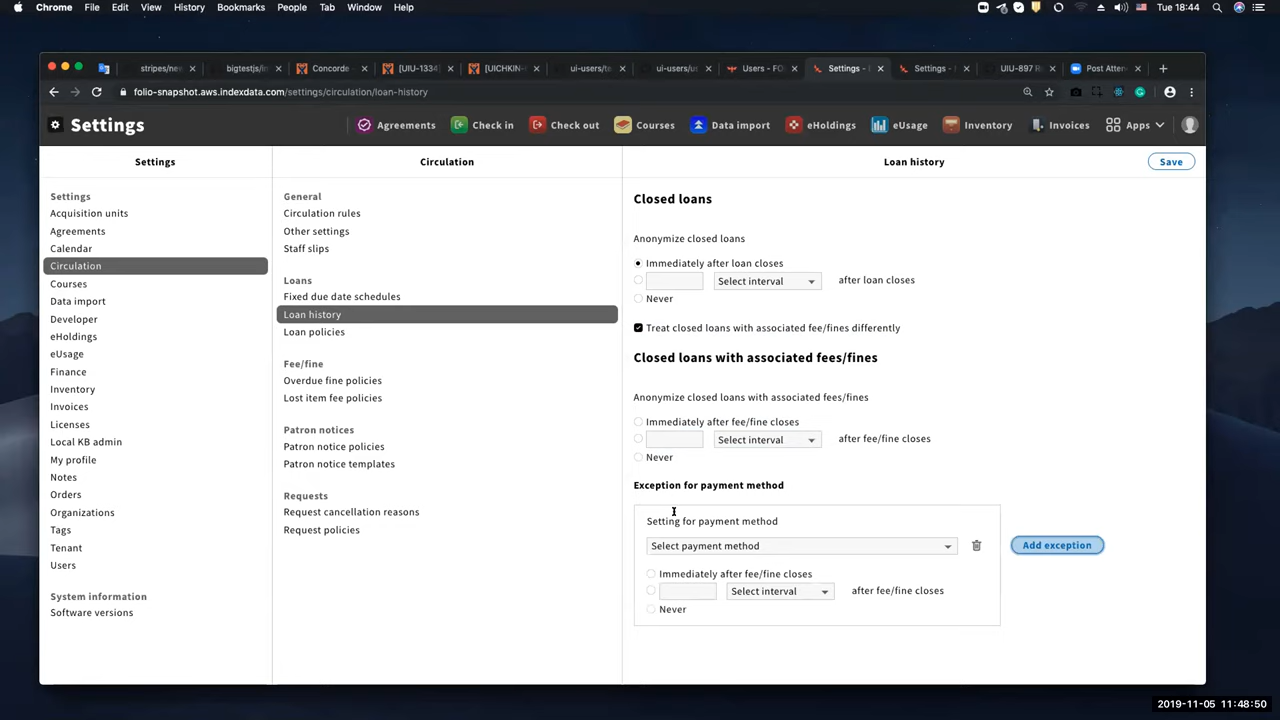 Chrome File Edit View History Bookmarks People Tab Window Help
Tue 18:44
stripes/ne
bigtestjs/in
Concorde -
[UIU-1334]
[UICHKIN-
ui-users/te
ui-users/ut
Users - FO
Settings -
Settings -
UIU-897 Re
Post Atten
folio-snapshot.aws.indexdata.com/settings/circulation/loan-history
Settings
Agreements
Check in
Check out
Courses
Data import
eHoldings
eUsage
Inventory
Invoices
Apps
Settings
Settings
Acquisition units
Agreements
Calendar
Circulation
Courses
Data import
Developer
eHoldings
eUsage
Finance
Inventory
Invoices
Licenses
Local KB admin
My profile
Notes
Orders
Organizations
Tags
Tenant
Users
System information
Software versions
Circulation
General
Circulation rules
Other settings
Staff slips
Loans
Fixed due date schedules
Loan history
Loan policies
Fee/fine
Overdue fine policies
Lost item fee policies
Patron notices
Patron notice policies
Patron notice templates
Requests
Request cancellation reasons
Request policies
Loan history
Save
Closed loans
Anonymize closed loans
Immediately after loan closes
Select interval after loan closes
Never
Treat closed loans with associated fee/fines differently
Closed loans with associated fees/fines
Anonymize closed loans with associated fees/fines
Immediately after fee/fine closes
Select interval after fee/fine closes
Never
Exception for payment method
Setting for payment method
Select payment method
Add exception
Immediately after fee/fine closes
Select interval after fee/fine closes
Never
2019-11-05 11:48:50